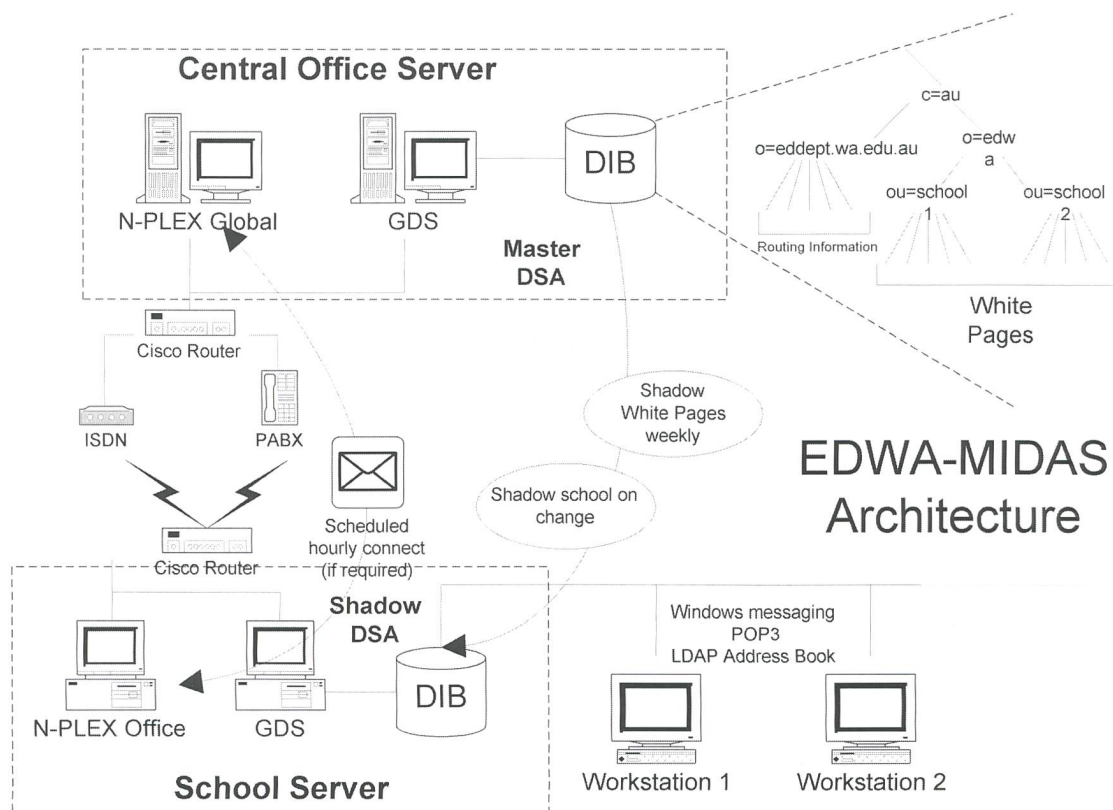 Central Office Server
N-PLEX Global
GDS
DIB
Master
DSA
c=au
o=eddept.wa.edu.au
o=edw
a
ou=school
1
ou=school
2
Routing Information
White
Pages
Cisco Router
ISDN
PABX
Cisco Router
Scheduled
hourly connect
(if required)
Shadow
White Pages
weekly
Shadow school on
change
EDWA-MIDAS
Architecture
Shadow
DSA
N-PLEX Office
GDS
DIB
School Server
Windows messaging
POP3
LDAP Address Book
Workstation 1
Workstation 2